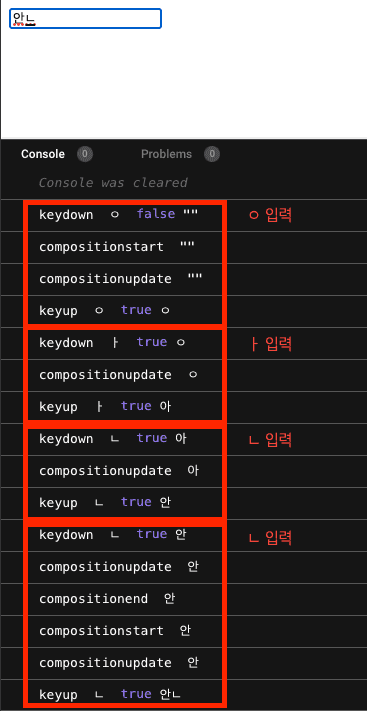 안ㄴ
Console 0 Problems 0
Console was cleared
keydown ㅇ false "" ㅇ 입력
compositionstart ""
compositionupdate ""
keyup ㅇ true ㅇ
keydown ㅏ true ㅇ ㅏ 입력
compositionupdate ㅇ
keyup ㅏ true 아
keydown ㄴ true 아 ㄴ 입력
compositionupdate 아
keyup ㄴ true 안
keydown ㄴ true 안 ㄴ 입력
compositionupdate 안
compositionend 안
compositionstart 안
compositionupdate 안
keyup ㄴ true 안ㄴ